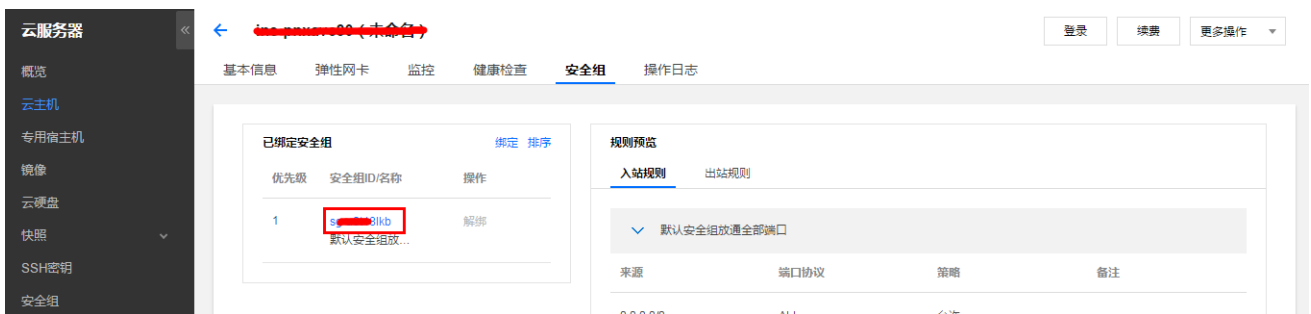 云服务器
概览
云主机
专用宿主机
镜像
云硬盘
快照
SSH密钥
安全组
登录 续费 更多操作
基本信息 弹性网卡 监控 健康检查 安全组 操作日志
已绑定安全组 绑定 排序
优先级 安全组ID/名称 操作
1 解绑
默认安全组放...
规则预览
入站规则 出站规则
默认安全组放通全部端口
来源 端口协议 策略 备注